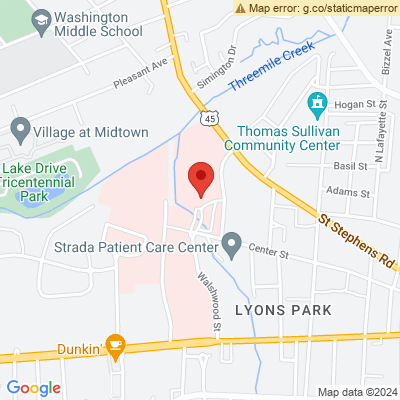 Map error: g.co/staticmaperror
Washington
Middle School
Pleasant Ave
Simington Dr
Threemile Creek
Bizzel Ave
45
Hogan St
N Lafayette St
Village at Midtown
Thomas Sullivan
Community Center
Lake Drive
Tricentennial
Park
Basil St
Adams St
St Stephens Rd
Strada Patient Care Center
Center St
Walshwood St
LYONS PARK
Dunkin'
Google
Map data ©2024